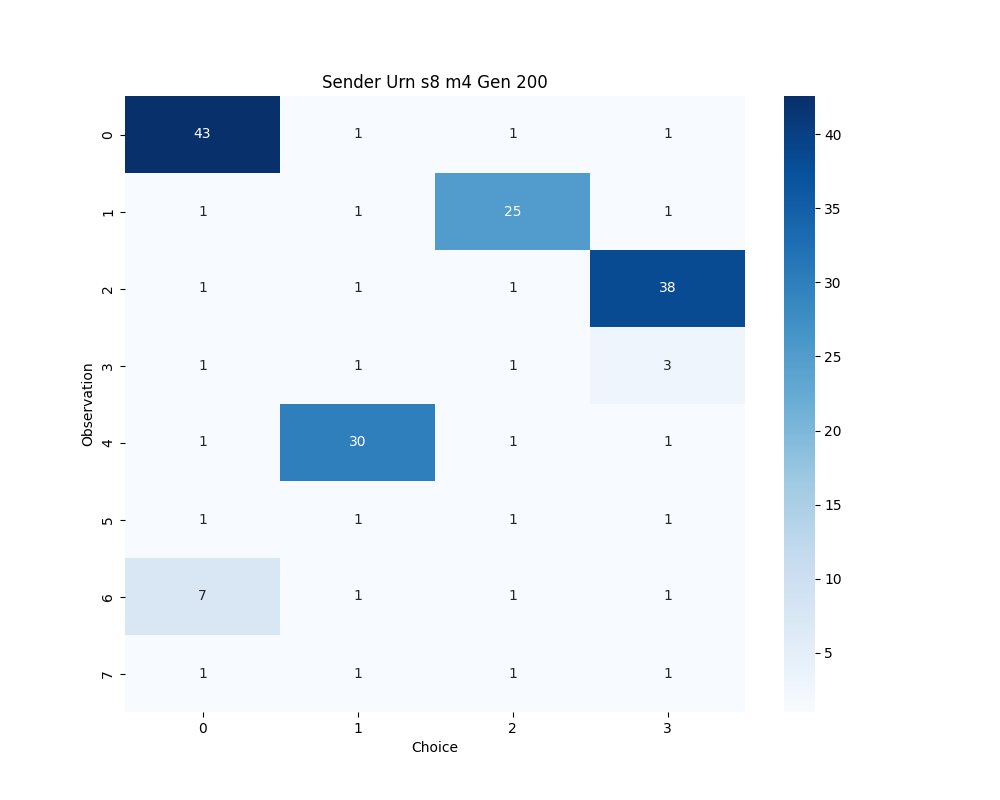 Sender Urn s8 m4 Gen 200
0 43 1 1 1
1 1 1 25 1
2 1 1 1 38
3 1 1 1 3
4 1 30 1 1
5 1 1 1 1
6 7 1 1 1
7 1 1 1 1
0 1 2 3
Choice
Observation
40
35
30
25
20
15
10
5